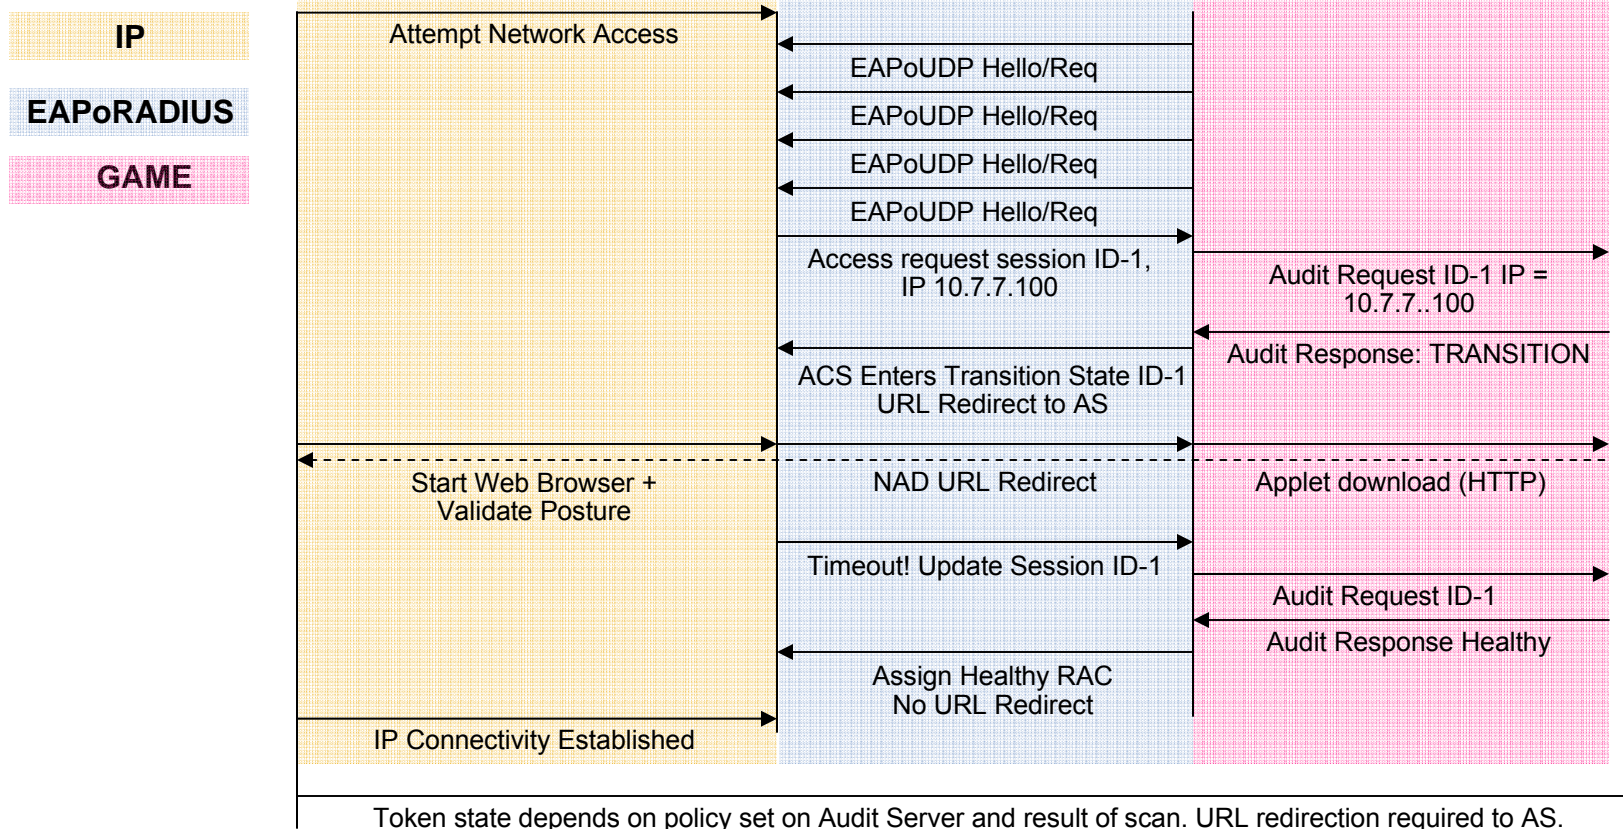 IP
EAPoRADIUS
GAME
Attempt Network Access
EAPoUDP Hello/Req
EAPoUDP Hello/Req
EAPoUDP Hello/Req
EAPoUDP Hello/Req
Access request session ID-1,
IP 10.7.7.100
Audit Request ID-1 IP =
10.7.7..100
Audit Response: TRANSITION
ACS Enters Transition State ID-1
URL Redirect to AS
Start Web Browser +
Validate Posture
NAD URL Redirect
Applet download (HTTP)
Timeout! Update Session ID-1
Audit Request ID-1
Audit Response Healthy
Assign Healthy RAC
No URL Redirect
IP Connectivity Established
Token state depends on policy set on Audit Server and result of scan. URL redirection required to AS.